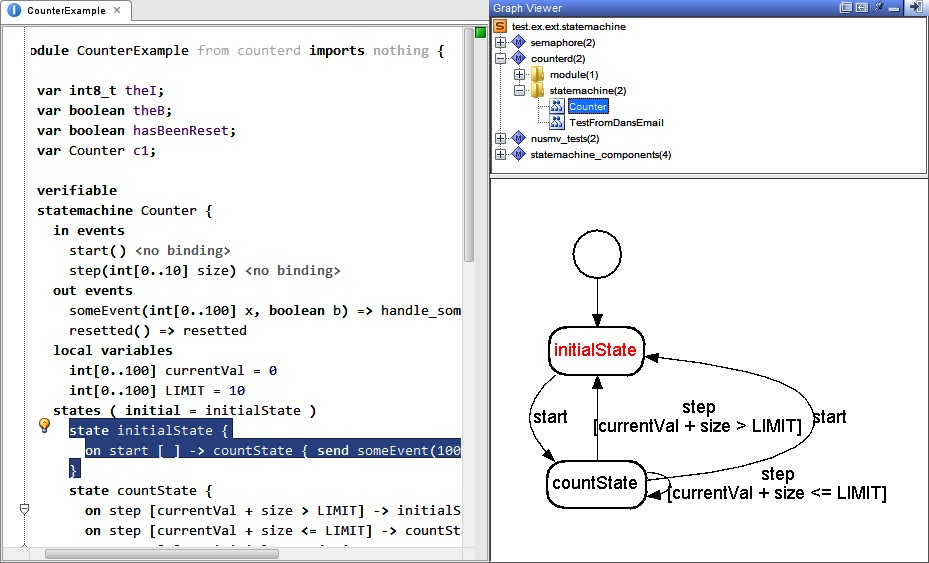 CounterExample
odule CounterExample from counterd imports nothing {
var int8_t theI;
var boolean theB;
var boolean hasBeenReset;
var Counter c1;
verifiable
statemachine Counter {
in events
start() <no binding>
step(int[0..10] size) <no binding>
out events
someEvent(int[0..100] x, boolean b) => handle_som
resetted() => resetted
local variables
int[0..100] currentVal = 0
int[0..100] LIMIT = 10
states ( initial = initialState )
state initialState {
on start [ ] -> countState { send someEvent(100
}
state countState {
on step [currentVal + size > LIMIT] -> initialS
on step [currentVal + size <= LIMIT] -> countSt
Graph Viewer
S test.ex.ext.statemachine
M semaphore(2)
M counterd(2)
module(1)
statemachine(2)
Counter
TestFromDansEmail
M nusmv_tests(2)
M statemachine_components(4)
initialState
start
step
[currentVal + size > LIMIT]
start
countState
step
[currentVal + size <= LIMIT]